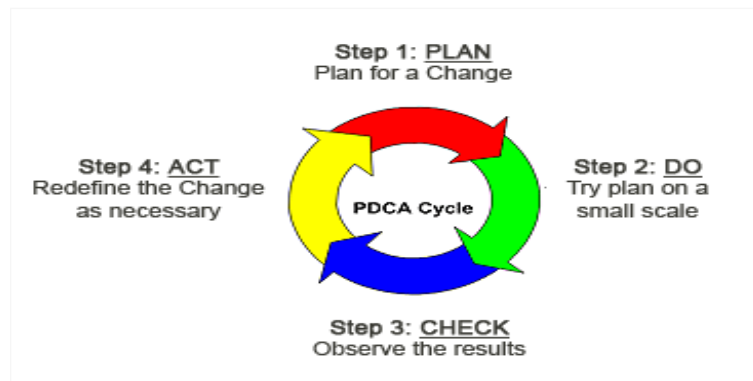 Step 1: PLAN
Plan for a Change
Step 4: ACT
Redefine the Change
as necessary
PDCA Cycle
Step 2: DO
Try plan on a
small scale
Step 3: CHECK
Observe the results